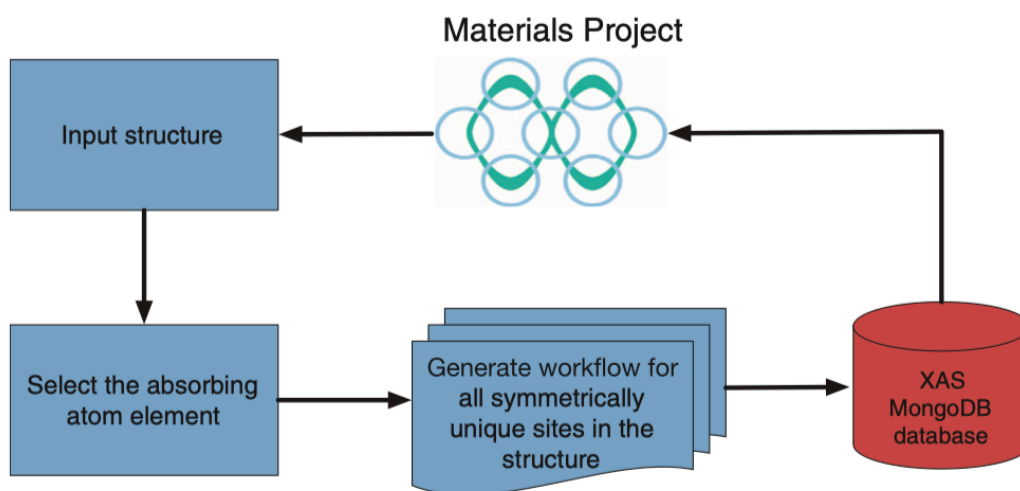 Materials Project
Input structure
Select the absorbing
atom element
Generate workflow for
all symmetrically
unique sites in the
structure
XAS
MongoDB
database